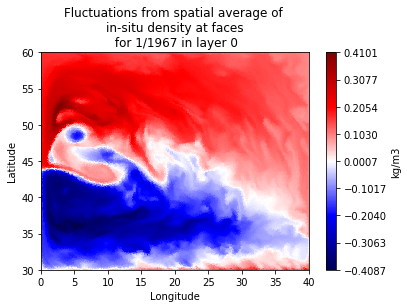 Fluctuations from spatial average of
in-situ density at faces
for 1/1967 in layer 0
60
55
50
45
40
35
30
Latitude
0 5 10 15 20 25 30 35 40
Longitude
0.4101
0.3077
0.2054
0.1030
0.0007
−0.1017
−0.2040
−0.3063
−0.4087
kg/m3